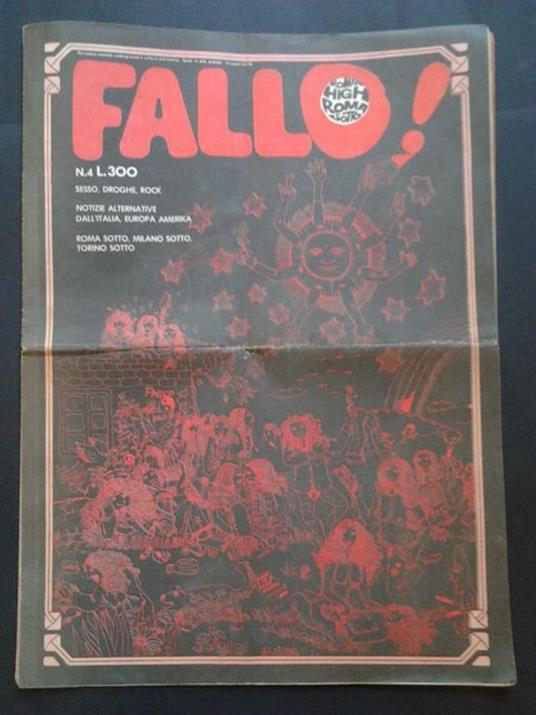 FALLO!
HIGH
ROMA
SOTTO
N.4 L.300
SESSO, DROGHE, ROCK
NOTIZIE ALTERNATIVE
DALL'ITALIA, EUROPA AMERIKA
ROMA SOTTO, MILANO SOTTO,
TORINO SOTTO